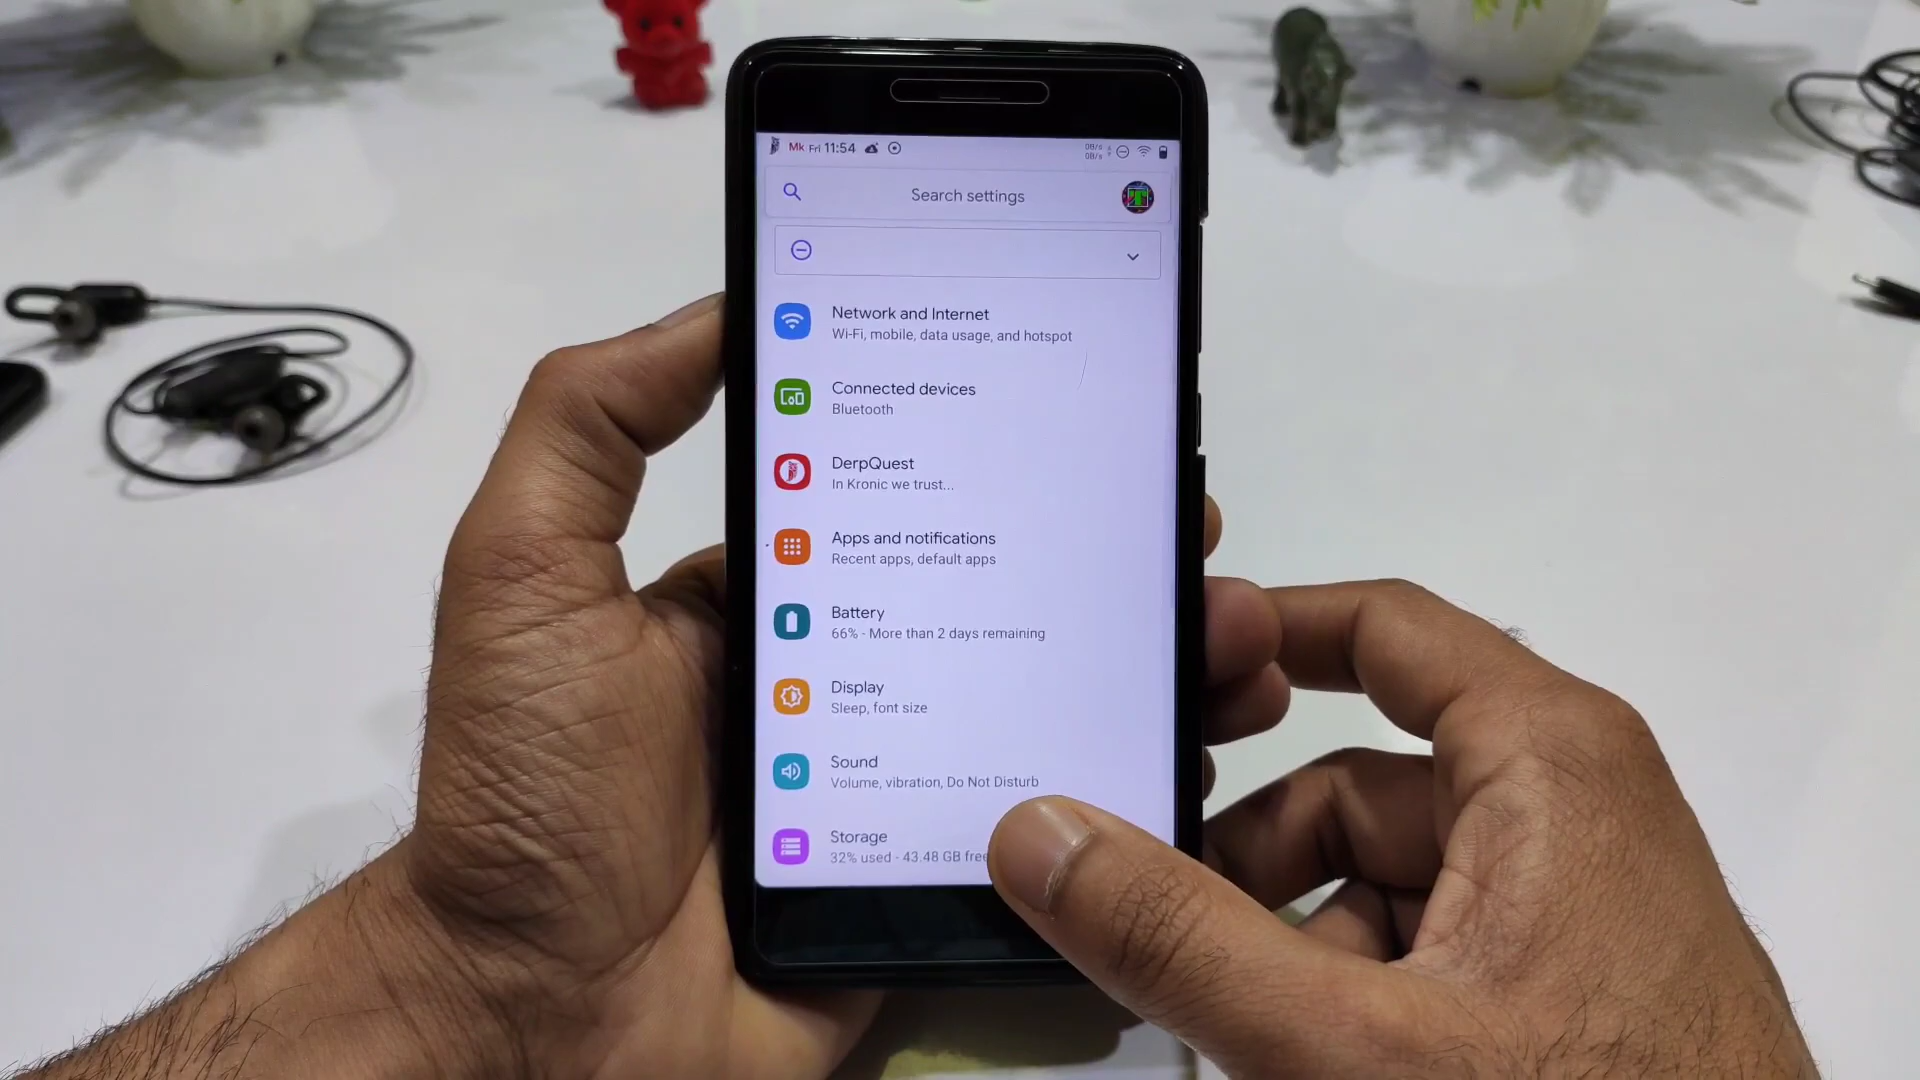 Mk Fri 11:54
0B/s
0B/s
Search settings
Network and Internet
Wi-Fi, mobile, data usage, and hotspot
Connected devices
Bluetooth
DerpQuest
In Kronic we trust...
Apps and notifications
Recent apps, default apps
Battery
66% - More than 2 days remaining
Display
Sleep, font size
Sound
Volume, vibration, Do Not Disturb
Storage
32% used - 43.48 GB free